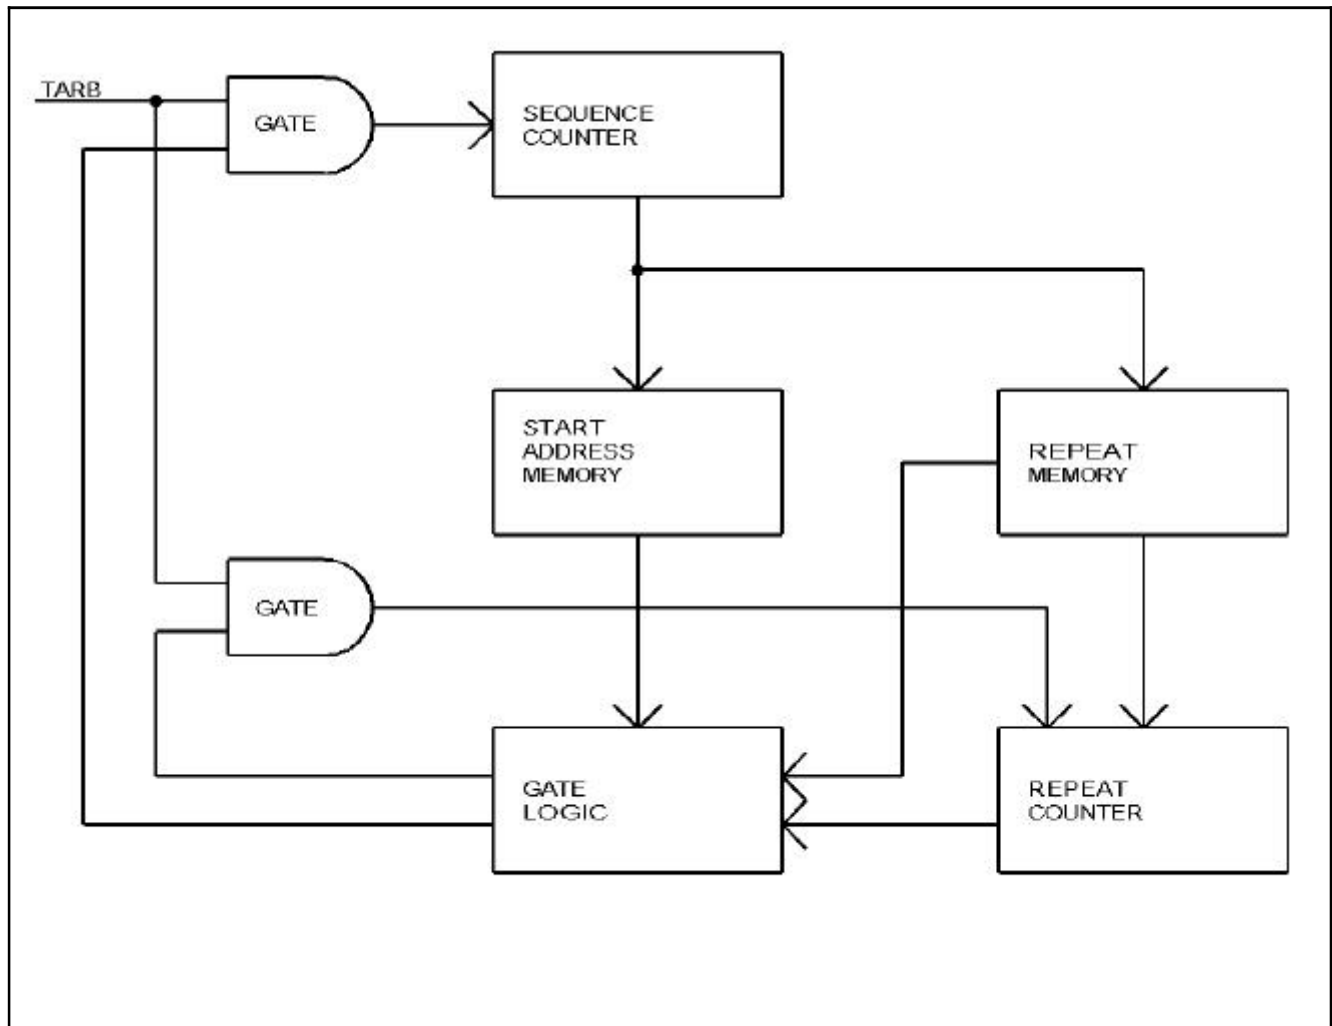 TARB
GATE
SEQUENCE
COUNTER
START
ADDRESS
MEMORY
REPEAT
MEMORY
GATE
GATE
LOGIC
REPEAT
COUNTER